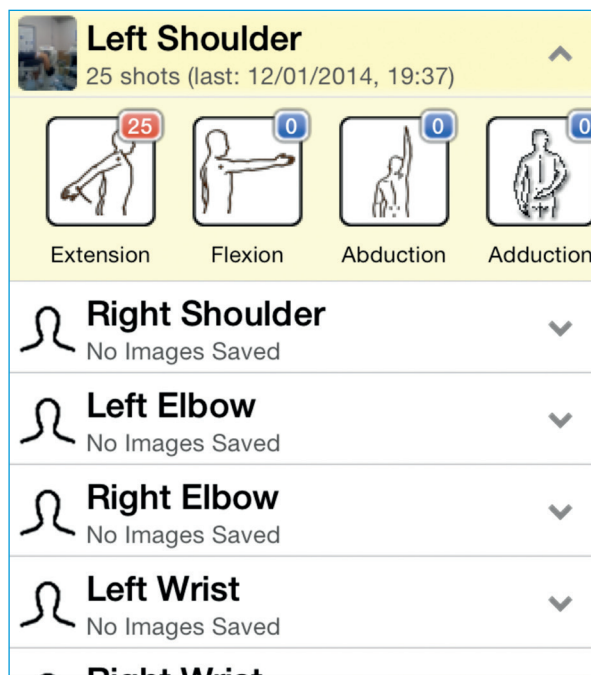 Left Shoulder
25 shots (last: 12/01/2014, 19:37)
25 0 0 0
Extension Flexion Abduction Adduction
Right Shoulder
No Images Saved
Left Elbow
No Images Saved
Right Elbow
No Images Saved
Left Wrist
No Images Saved
Right Wrist